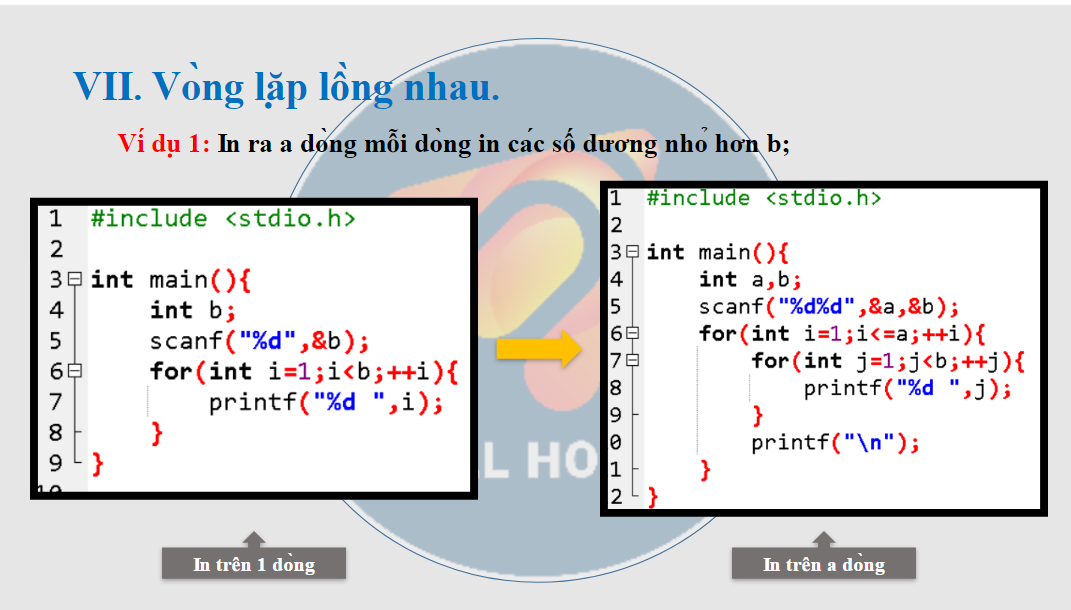 VII. Vòng lặp lồng nhau.
Ví dụ 1: In ra a dòng mỗi dòng in các số dương nhỏ hơn b;
1 #include <stdio.h>
2
3 int main(){
4 int b;
5 scanf("%d",&b);
6 for(int i=1;i<b;++i){
7 printf("%d ",i);
8 }
9 }
10
In trên 1 dòng
1 #include <stdio.h>
2
3 int main(){
4 int a,b;
5 scanf("%d%d",&a,&b);
6 for(int i=1;i<=a;++i){
7 for(int j=1;j<b;++j){
8 printf("%d ",j);
9 }
0 printf("\n");
1 }
2 }
In trên a dòng
LL HO